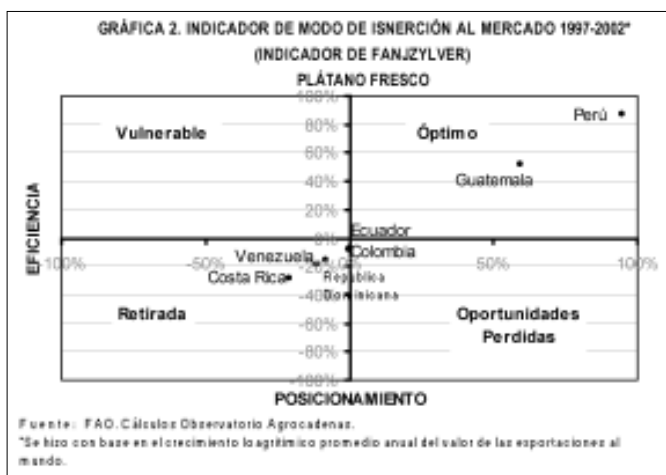 GRÁFICA 2. INDICADOR DE MODO DE ISNERCIÓN AL MERCADO 1997-2002*
(INDICADOR DE FANJZYLVER)
PLÁTANO FRESCO
100%
Vulnerable
80%
Óptimo
Perú
60%
Guatemala
40%
20%
Ecuador
0%
EFICIENCIA
-100%
-50%
0%
50%
100%
Colombia
Venezuela
-20%
República
Costa Rica
-40%
Dominicana
Retirada
-60%
Oportunidades
Perdidas
-80%
-100%
POSICIONAMIENTO
Fuente: FAO. Cálculos Observatorio Agrocadenas.
*Se hizo con base en el crecimiento logrítimico promedio anual del valor de las exportaciones al
mundo.